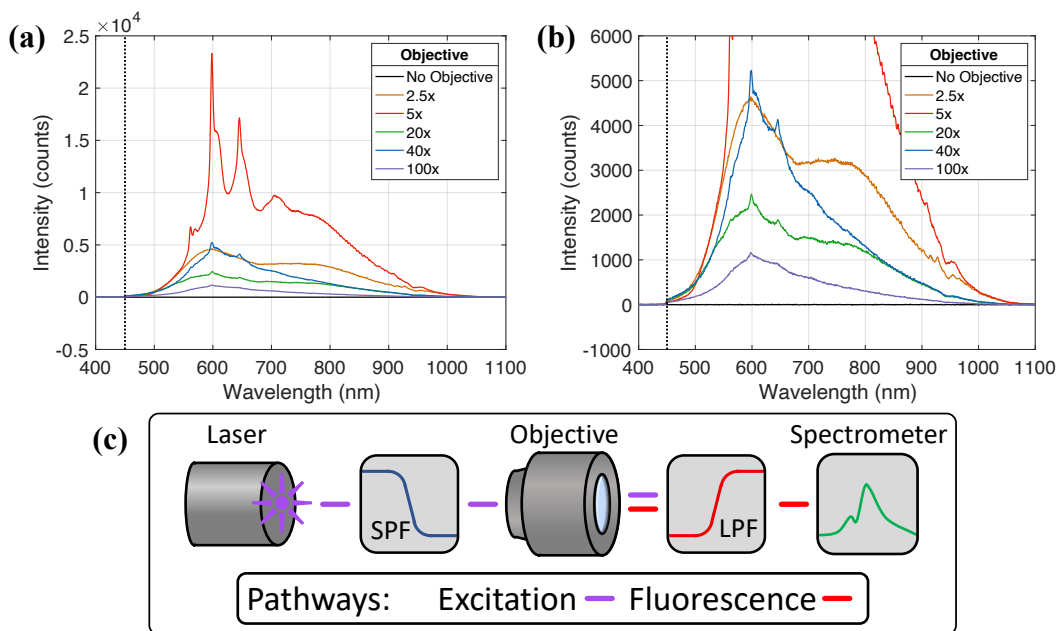 (a)
×10⁴
2.5
2
1.5
1
0.5
0
-0.5
Intensity (counts)
400 500 600 700 800 900 1000 1100
Wavelength (nm)
Objective
No Objective
2.5x
5x
20x
40x
100x
(b)
6000
5000
4000
3000
2000
1000
0
-1000
Intensity (counts)
400 500 600 700 800 900 1000 1100
Wavelength (nm)
Objective
No Objective
2.5x
5x
20x
40x
100x
(c)
Laser Objective Spectrometer
SPF LPF
Pathways: Excitation Fluorescence